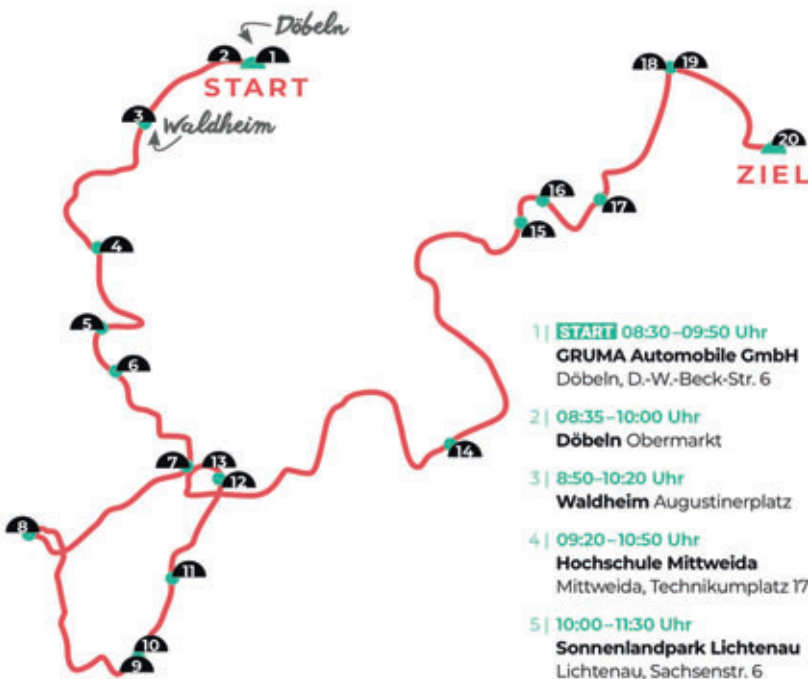 Döbeln
2
1
START
3
Waldheim
18
19
20
ZIEL
16
17
15
4
5
6
7
13
12
14
8
11
10
9
1 | START 08:30–09:50 Uhr
GRUMA Automobile GmbH
Döbeln, D.-W.-Beck-Str. 6
2 | 08:35–10:00 Uhr
Döbeln Obermarkt
3 | 8:50–10:20 Uhr
Waldheim Augustinerplatz
4 | 09:20–10:50 Uhr
Hochschule Mittweida
Mittweida, Technikumplatz 17
5 | 10:00–11:30 Uhr
Sonnenlandpark Lichtenau
Lichtenau, Sachsenstr. 6